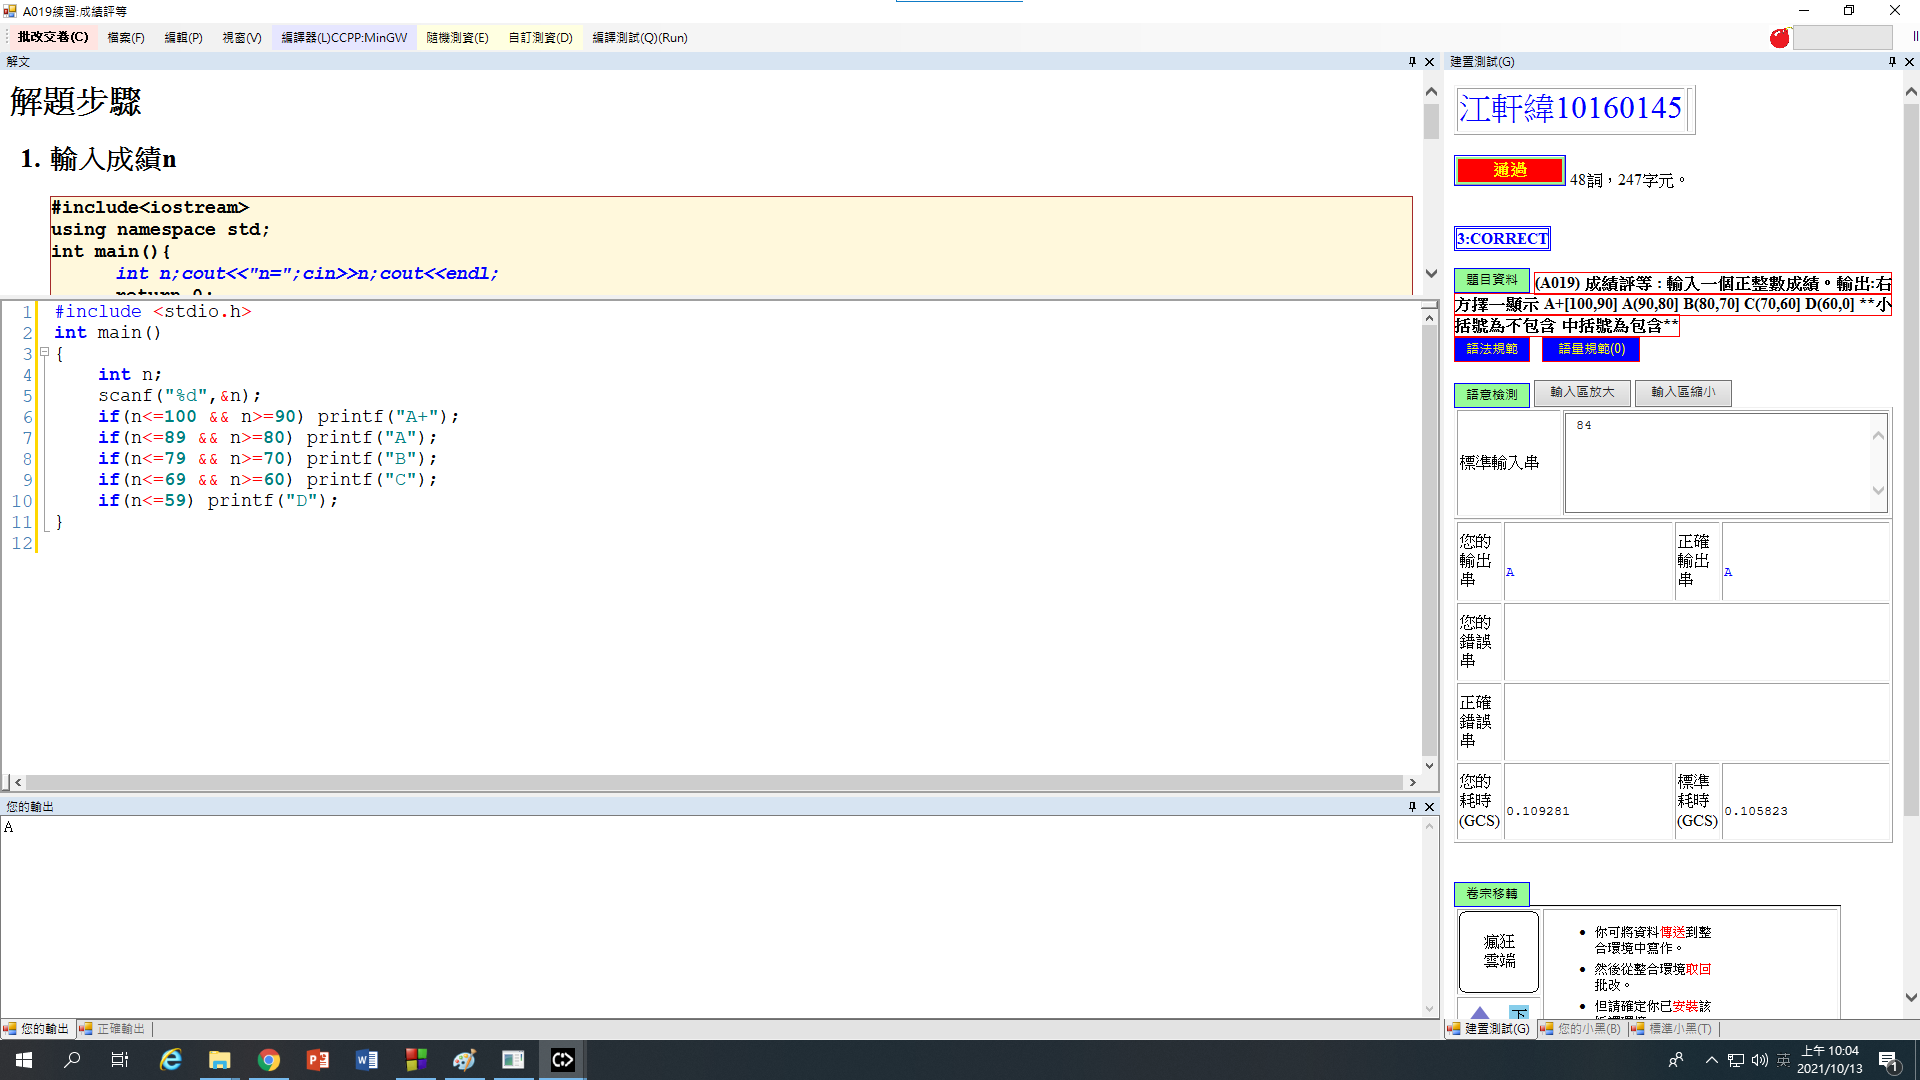 A019練習:成績評等
批改交卷(C) 檔案(F) 編輯(P) 視窗(V) 編譯器(L)CCPP:MinGW 隨機測資(E) 自訂測資(D) 編譯測試(Q)(Run)
解文
解題步驟
1. 輸入成績n
#include<iostream>
using namespace std;
int main(){
int n;cout<<"n=";cin>>n;cout<<endl;
return 0;
1 #include <stdio.h>
2 int main()
3 {
4 int n;
5 scanf("%d",&n);
6 if(n<=100 && n>=90) printf("A+");
7 if(n<=89 && n>=80) printf("A");
8 if(n<=79 && n>=70) printf("B");
9 if(n<=69 && n>=60) printf("C");
10 if(n<=59) printf("D");
11 }
12
您的輸出
A
您的輸出 正確輸出
建置測試(G)
江軒緯10160145
通過 48詞，247字元。
3:CORRECT
題目資料 (A019) 成績評等：輸入一個正整數成績。輸出:右
方擇一顯示 A+[100,90] A(90,80] B(80,70] C(70,60] D(60,0] **小
括號為不包含 中括號為包含**
語法規範 語量規範(0)
語意檢測 輸入區放大 輸入區縮小
標準輸入串 84
您的輸出串 A 正確輸出串 A
您的錯誤串
正確錯誤串
您的耗時(GCS) 0.109281 標準耗時(GCS) 0.105823
卷宗移轉
瘋狂
雲端
下
• 你可將資料傳送到整
合環境中寫作。
• 然後從整合環境取回
批改。
• 但請確定你已安裝該
建置測試(G) 您的小黑(B) 標準小黑(T)
英 上午 10:04
2021/10/13
1